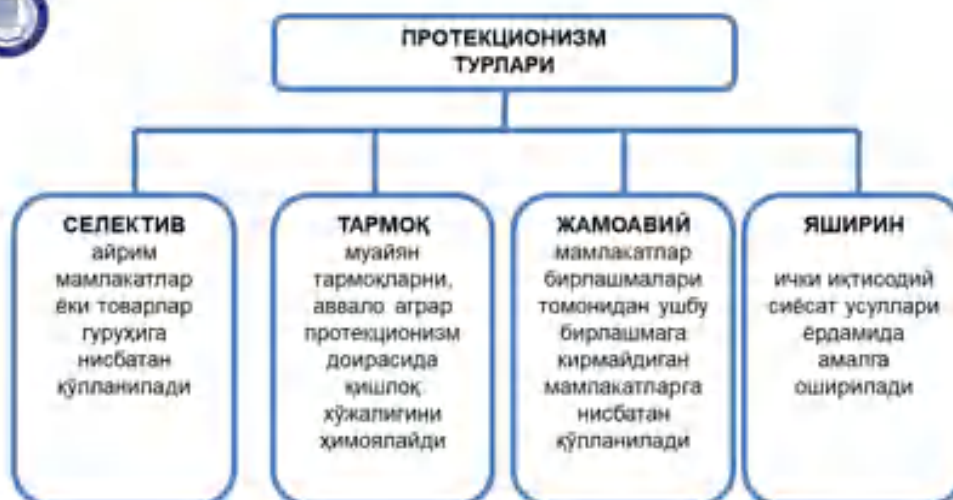 ПРОТЕКЦИОНИЗМ
ТУРЛАРИ
СЕЛЕКТИВ
айрим
мамлакатлар
ёки товарлар
гуруҳига
нисбатан
қўлланилади
ТАРМОҚ
муайян
тармоқларни,
аввало аграр
протекционизм
доирасида
қишлоқ
хўжалигини
ҳимоялайди
ЖАМОАВИЙ
мамлакатлар
бирлашмалари
томонидан ушбу
бирлашмага
кирмайдиган
мамлакатларга
нисбатан
қўлланилади
ЯШИРИН
ички иқтисодий
сиёсат усуллари
ёрдамида
амалга
оширилади